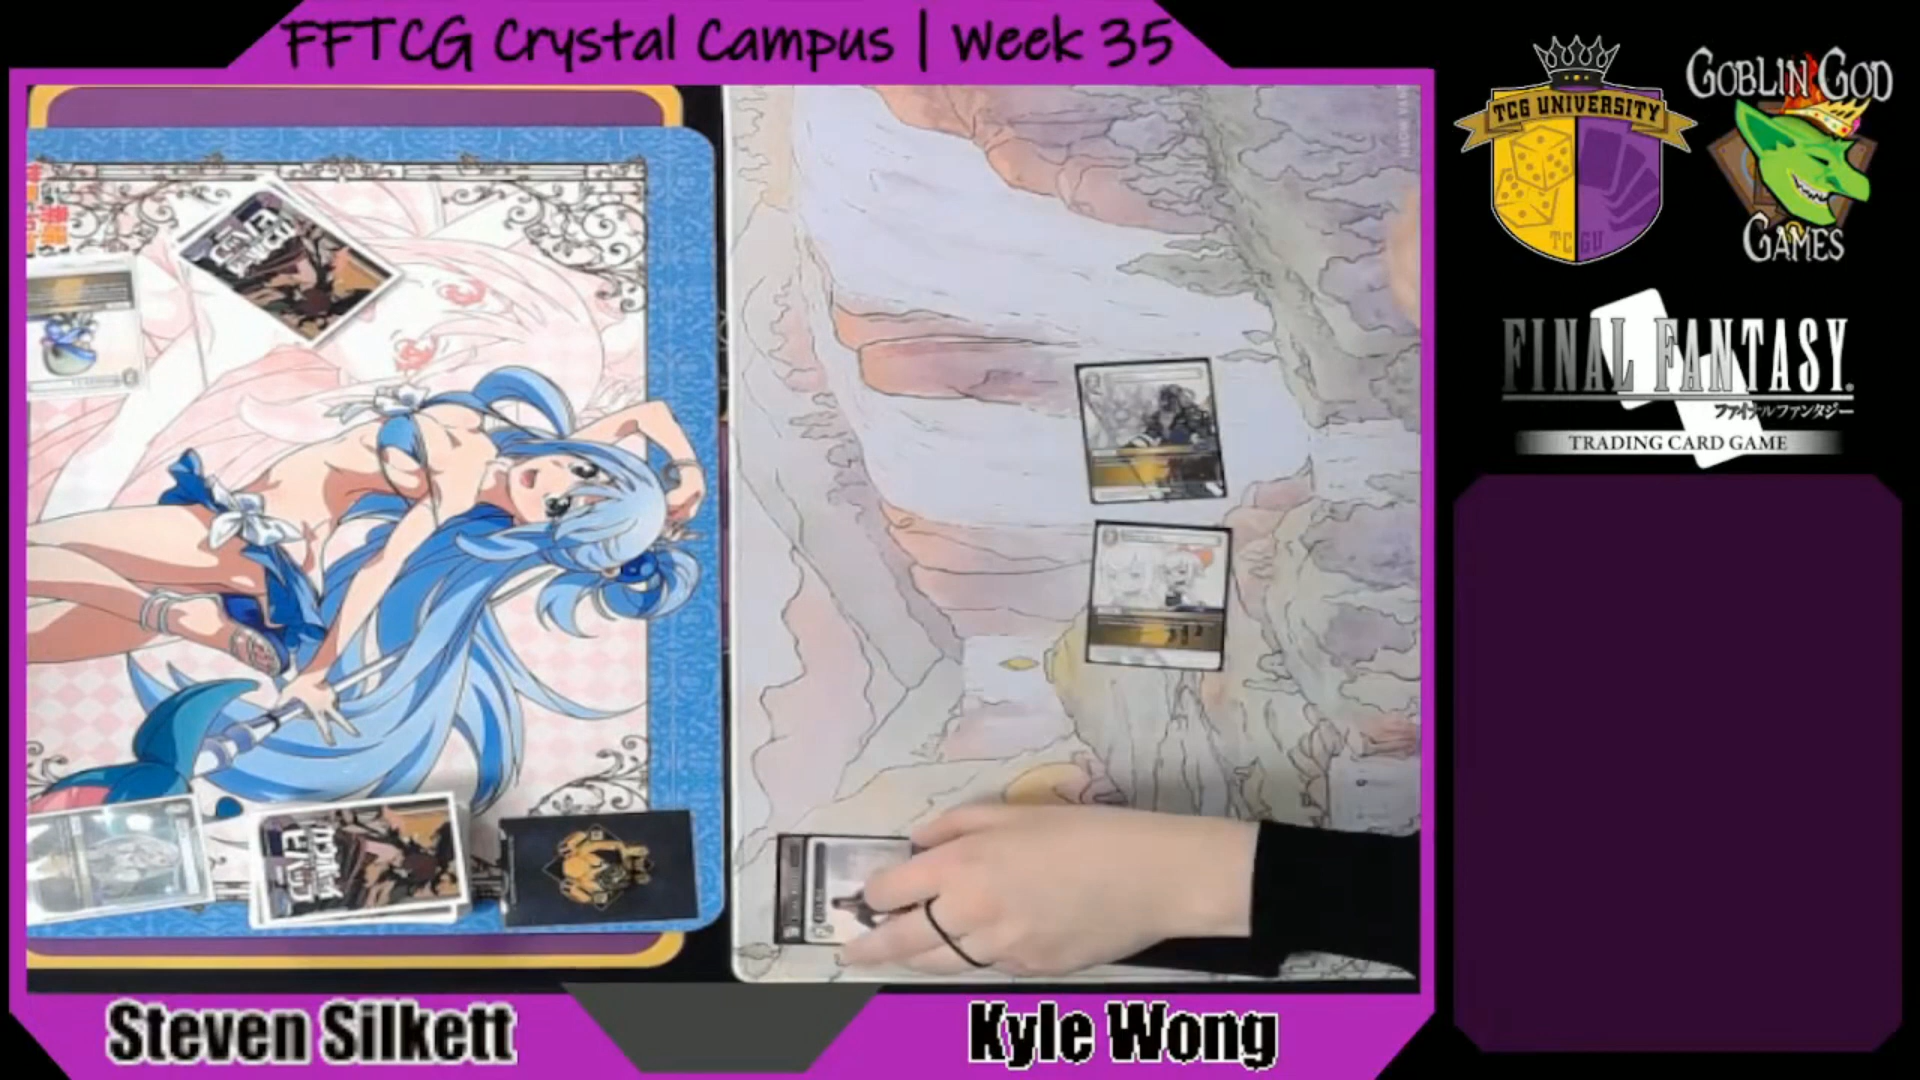 FFTCG Crystal Campus | Week 35
TCG UNIVERSITY
TCGU
GOBLIN GOD
GAMES
FINAL FANTASY.
ファイナルファンタジー
TRADING CARD GAME
Steven Silkett
Kyle Wong